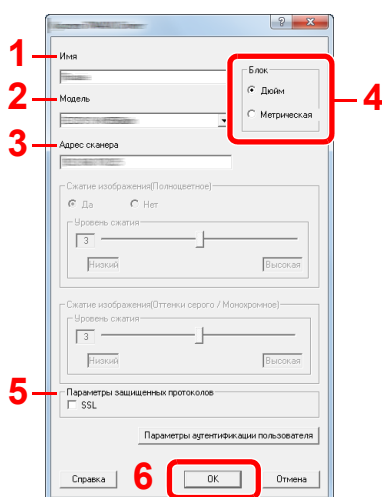 1
Имя
Блок
Дюйм
4
2
Модель
Метрическая
3
Адрес сканера
Сжатие изображения(Полноцветное)
Да
Нет
Уровень сжатия
3
Низкий
Высокая
Сжатие изображения(Оттенки серого / Монохромное)
Уровень сжатия
3
Низкий
Высокая
5
Параметры защищенных протоколов
SSL
Параметры аутентификации пользователя
Справка
6
OK
Отмена